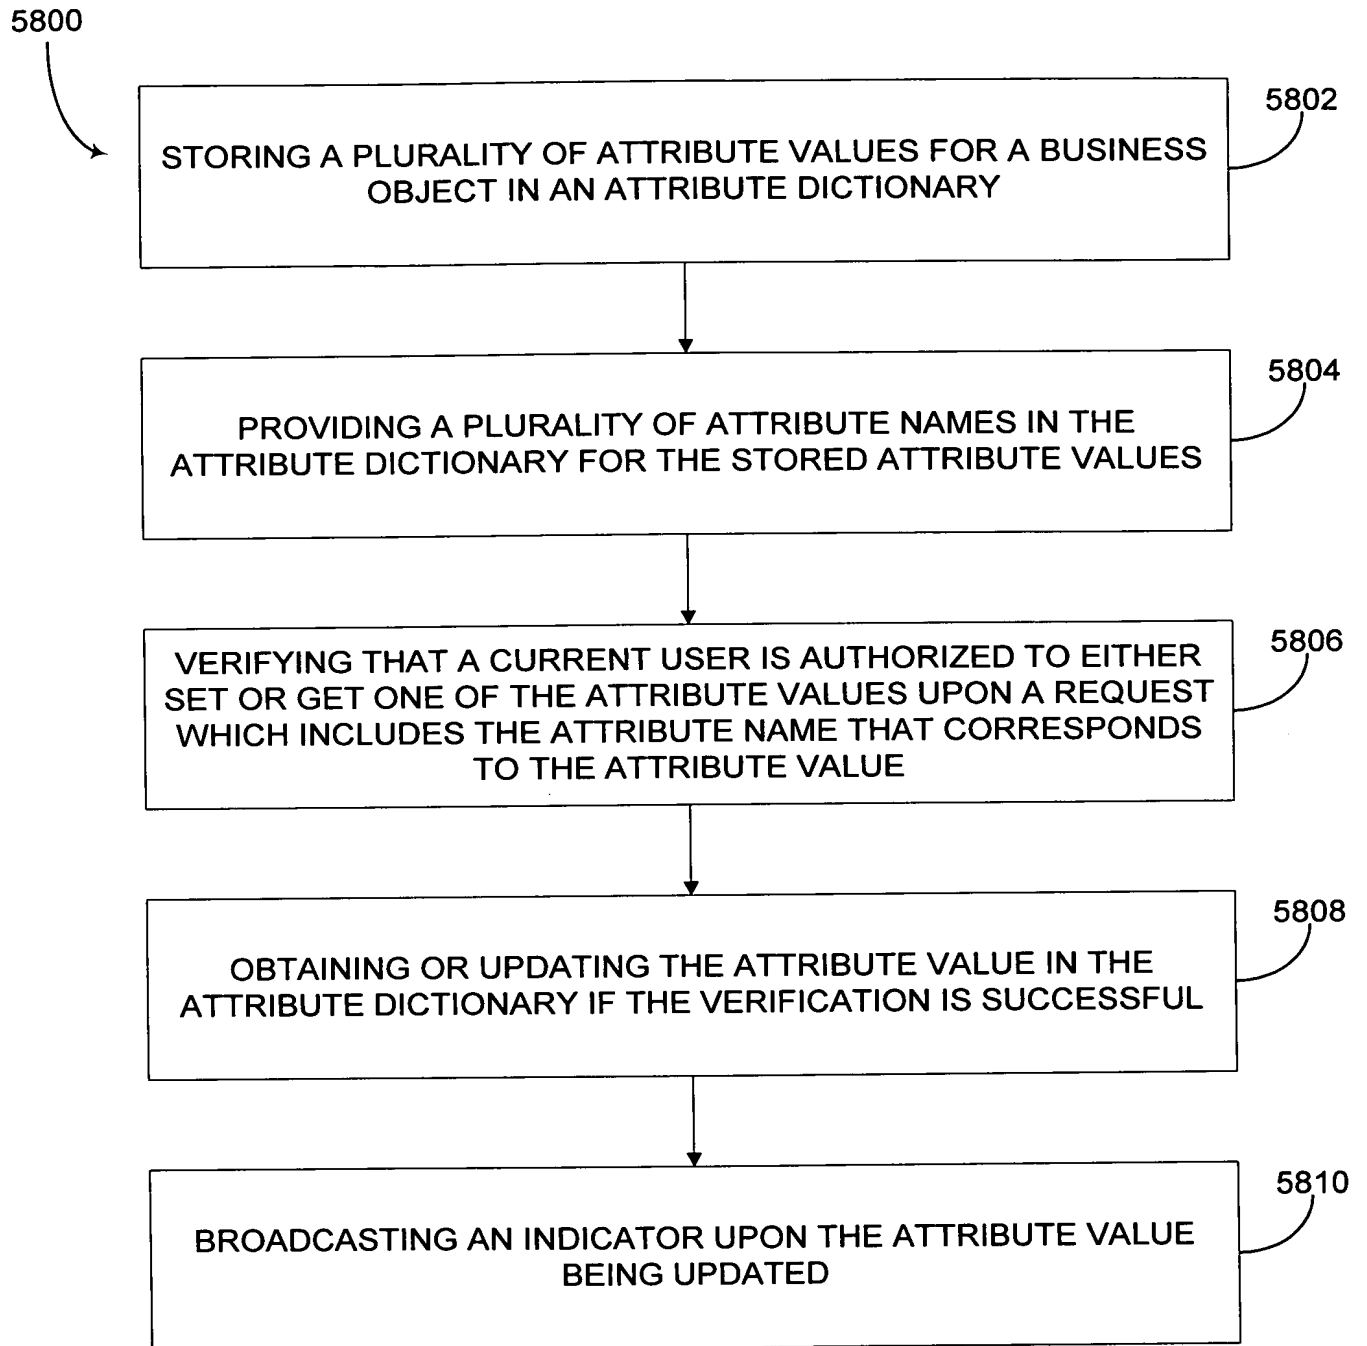 5800
5802
STORING A PLURALITY OF ATTRIBUTE VALUES FOR A BUSINESS
OBJECT IN AN ATTRIBUTE DICTIONARY
5804
PROVIDING A PLURALITY OF ATTRIBUTE NAMES IN THE
ATTRIBUTE DICTIONARY FOR THE STORED ATTRIBUTE VALUES
5806
VERIFYING THAT A CURRENT USER IS AUTHORIZED TO EITHER
SET OR GET ONE OF THE ATTRIBUTE VALUES UPON A REQUEST
WHICH INCLUDES THE ATTRIBUTE NAME THAT CORRESPONDS
TO THE ATTRIBUTE VALUE
5808
OBTAINING OR UPDATING THE ATTRIBUTE VALUE IN THE
ATTRIBUTE DICTIONARY IF THE VERIFICATION IS SUCCESSFUL
5810
BROADCASTING AN INDICATOR UPON THE ATTRIBUTE VALUE
BEING UPDATED